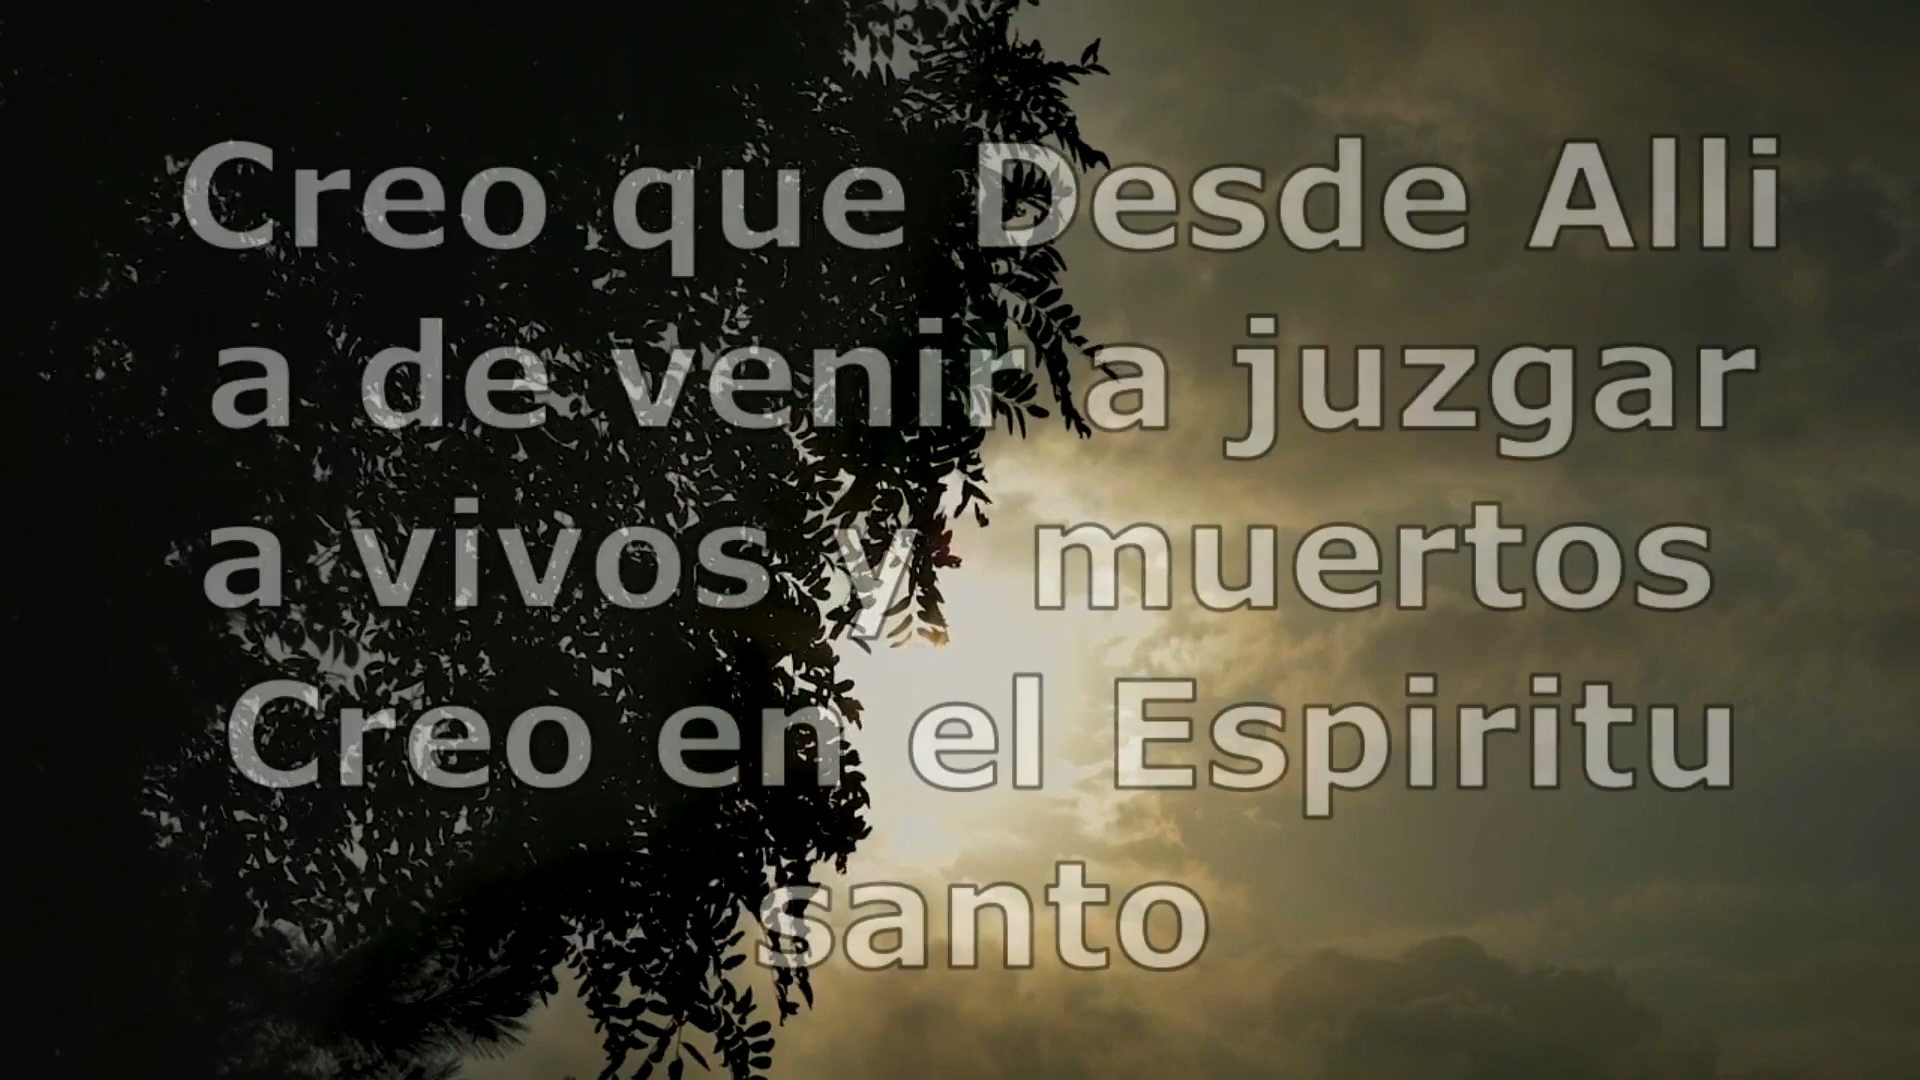 Creo que Desde Alli
a de venir a juzgar
a vivos y muertos
Creo en el Espiritu
santo